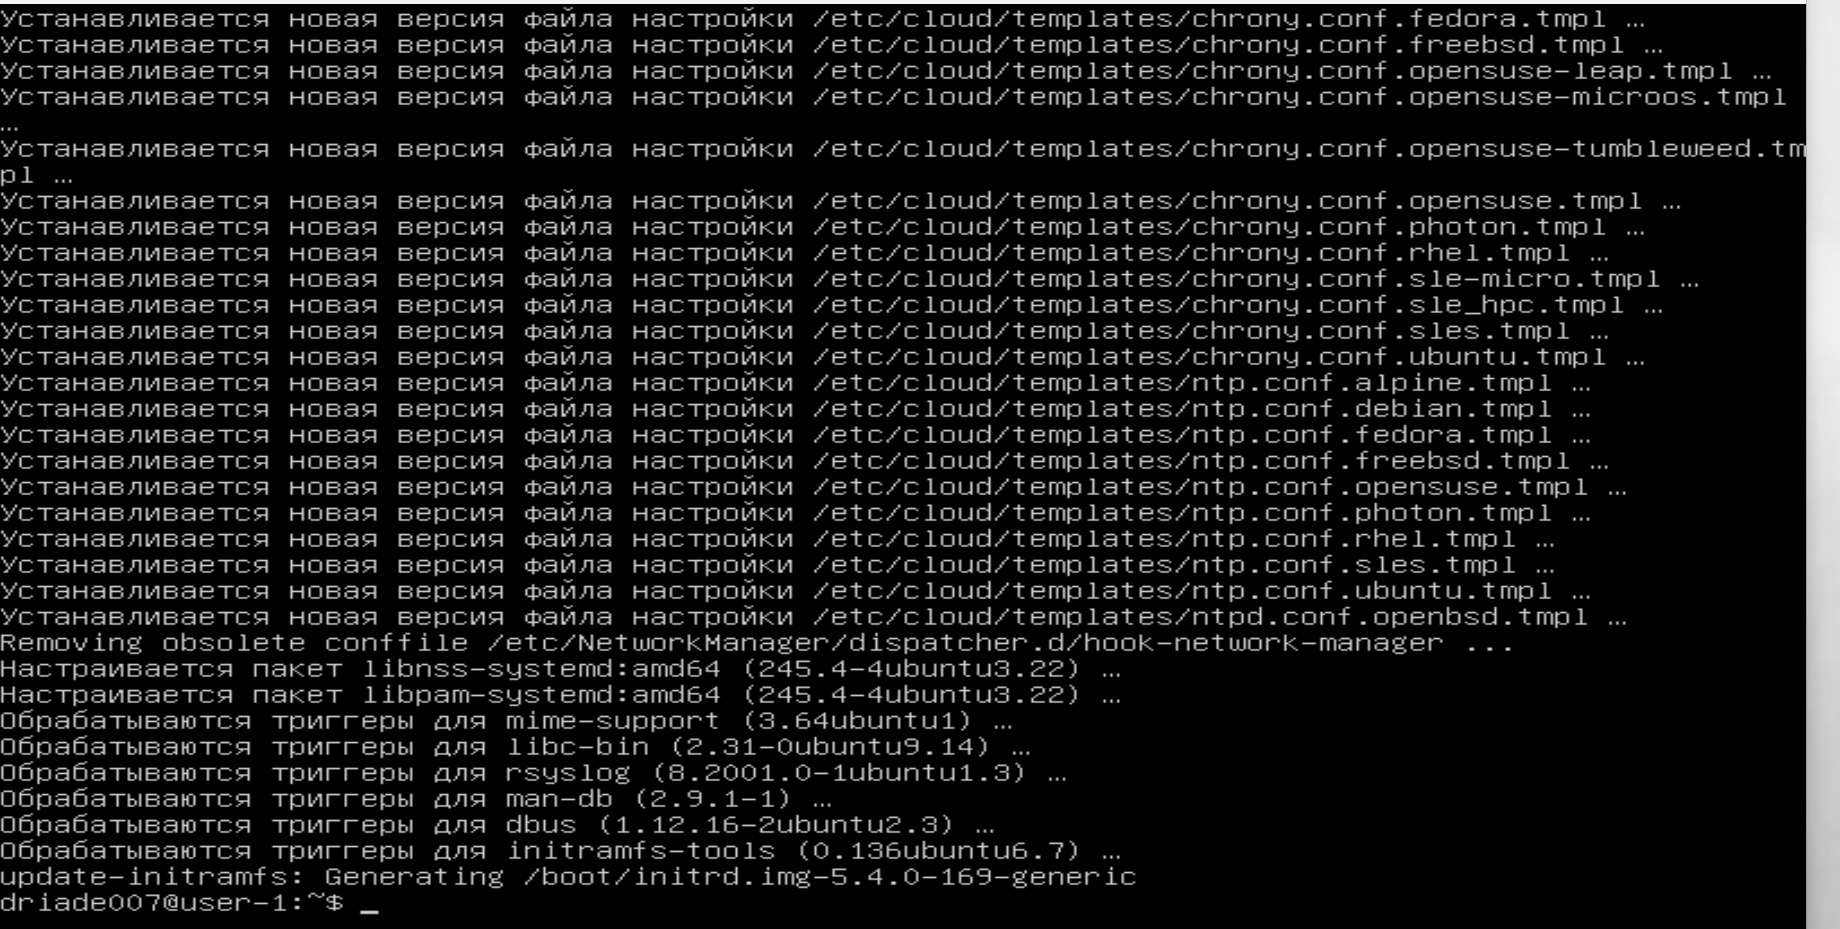 Устанавливается новая версия файла настройки /etc/cloud/templates/chrony.conf.fedora.tmpl …
Устанавливается новая версия файла настройки /etc/cloud/templates/chrony.conf.freebsd.tmpl …
Устанавливается новая версия файла настройки /etc/cloud/templates/chrony.conf.opensuse-leap.tmpl …
Устанавливается новая версия файла настройки /etc/cloud/templates/chrony.conf.opensuse-microos.tmpl
…
Устанавливается новая версия файла настройки /etc/cloud/templates/chrony.conf.opensuse-tumbleweed.tm
pl …
Устанавливается новая версия файла настройки /etc/cloud/templates/chrony.conf.opensuse.tmpl …
Устанавливается новая версия файла настройки /etc/cloud/templates/chrony.conf.photon.tmpl …
Устанавливается новая версия файла настройки /etc/cloud/templates/chrony.conf.rhel.tmpl …
Устанавливается новая версия файла настройки /etc/cloud/templates/chrony.conf.sle-micro.tmpl …
Устанавливается новая версия файла настройки /etc/cloud/templates/chrony.conf.sle_hpc.tmpl …
Устанавливается новая версия файла настройки /etc/cloud/templates/chrony.conf.sles.tmpl …
Устанавливается новая версия файла настройки /etc/cloud/templates/chrony.conf.ubuntu.tmpl …
Устанавливается новая версия файла настройки /etc/cloud/templates/ntp.conf.alpine.tmpl …
Устанавливается новая версия файла настройки /etc/cloud/templates/ntp.conf.debian.tmpl …
Устанавливается новая версия файла настройки /etc/cloud/templates/ntp.conf.fedora.tmpl …
Устанавливается новая версия файла настройки /etc/cloud/templates/ntp.conf.freebsd.tmpl …
Устанавливается новая версия файла настройки /etc/cloud/templates/ntp.conf.opensuse.tmpl …
Устанавливается новая версия файла настройки /etc/cloud/templates/ntp.conf.photon.tmpl …
Устанавливается новая версия файла настройки /etc/cloud/templates/ntp.conf.rhel.tmpl …
Устанавливается новая версия файла настройки /etc/cloud/templates/ntp.conf.sles.tmpl …
Устанавливается новая версия файла настройки /etc/cloud/templates/ntp.conf.ubuntu.tmpl …
Устанавливается новая версия файла настройки /etc/cloud/templates/ntpd.conf.openbsd.tmpl …
Removing obsolete conffile /etc/NetworkManager/dispatcher.d/hook-network-manager ...
Настраивается пакет libnss-systemd:amd64 (245.4-4ubuntu3.22) …
Настраивается пакет libpam-systemd:amd64 (245.4-4ubuntu3.22) …
Обрабатываются триггеры для mime-support (3.64ubuntu1) …
Обрабатываются триггеры для libc-bin (2.31-0ubuntu9.14) …
Обрабатываются триггеры для rsyslog (8.2001.0-1ubuntu1.3) …
Обрабатываются триггеры для man-db (2.9.1-1) …
Обрабатываются триггеры для dbus (1.12.16-2ubuntu2.3) …
Обрабатываются триггеры для initramfs-tools (0.136ubuntu6.7) …
update-initramfs: Generating /boot/initrd.img-5.4.0-169-generic
driade007@user-1:~$ _